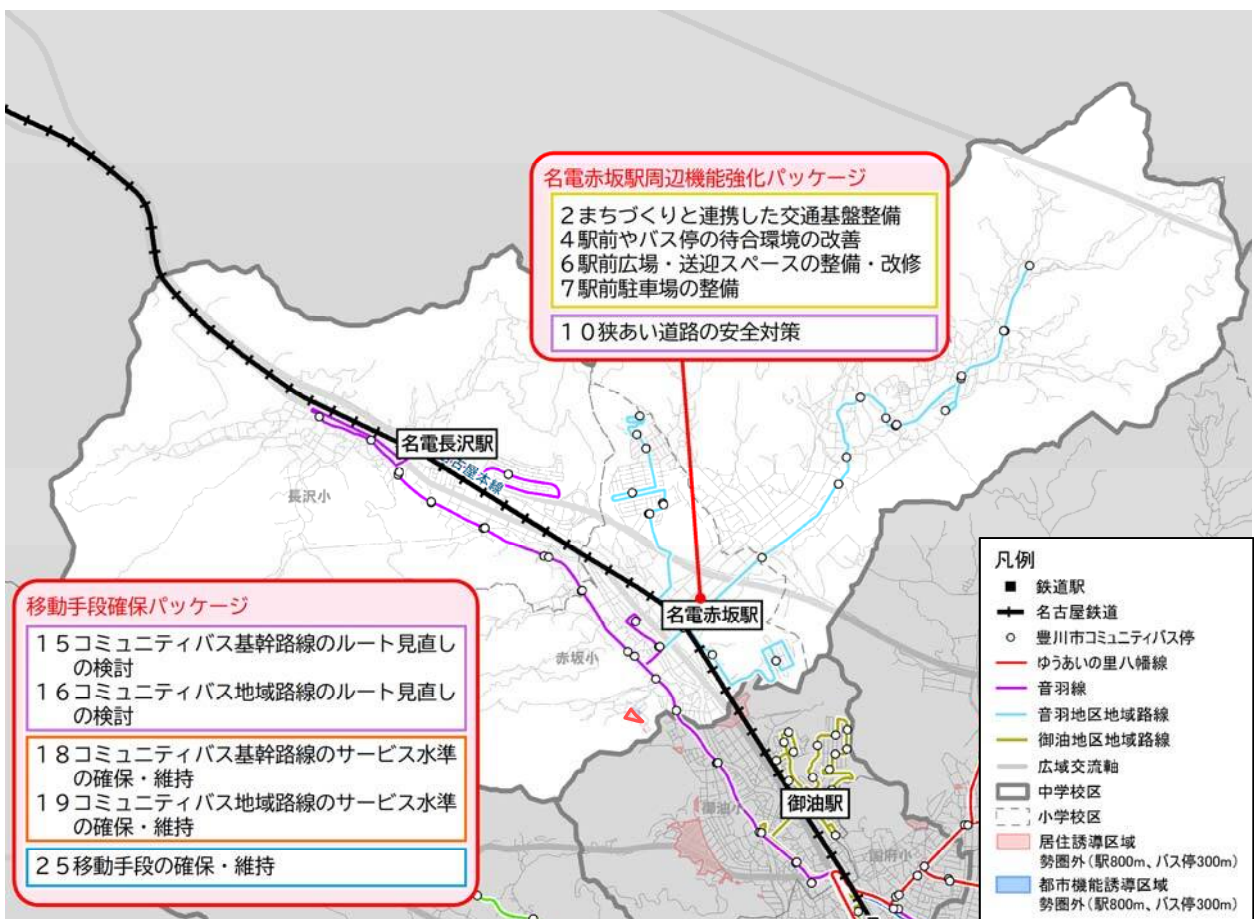 名電赤坂駅周辺機能強化パッケージ
２まちづくりと連携した交通基盤整備
４駅前やバス停の待合環境の改善
６駅前広場・送迎スペースの整備・改修
７駅前駐車場の整備
１０狭あい道路の安全対策
名電長沢駅
古屋本線
長沢小
名電赤坂駅
赤坂小
御油駅
御油小
国府小
移動手段確保パッケージ
１５コミュニティバス基幹路線のルート見直し
の検討
１６コミュニティバス地域路線のルート見直し
の検討
１８コミュニティバス基幹路線のサービス水準
の確保・維持
１９コミュニティバス地域路線のサービス水準
の確保・維持
２５移動手段の確保・維持
凡例
鉄道駅
名古屋鉄道
豊川市コミュニティバス停
ゆうあいの里八幡線
音羽線
音羽地区地域路線
御油地区地域路線
広域交流軸
中学校区
小学校区
居住誘導区域
勢圏外（駅800m、バス停300m）
都市機能誘導区域
勢圏外（駅800m、バス停300m）